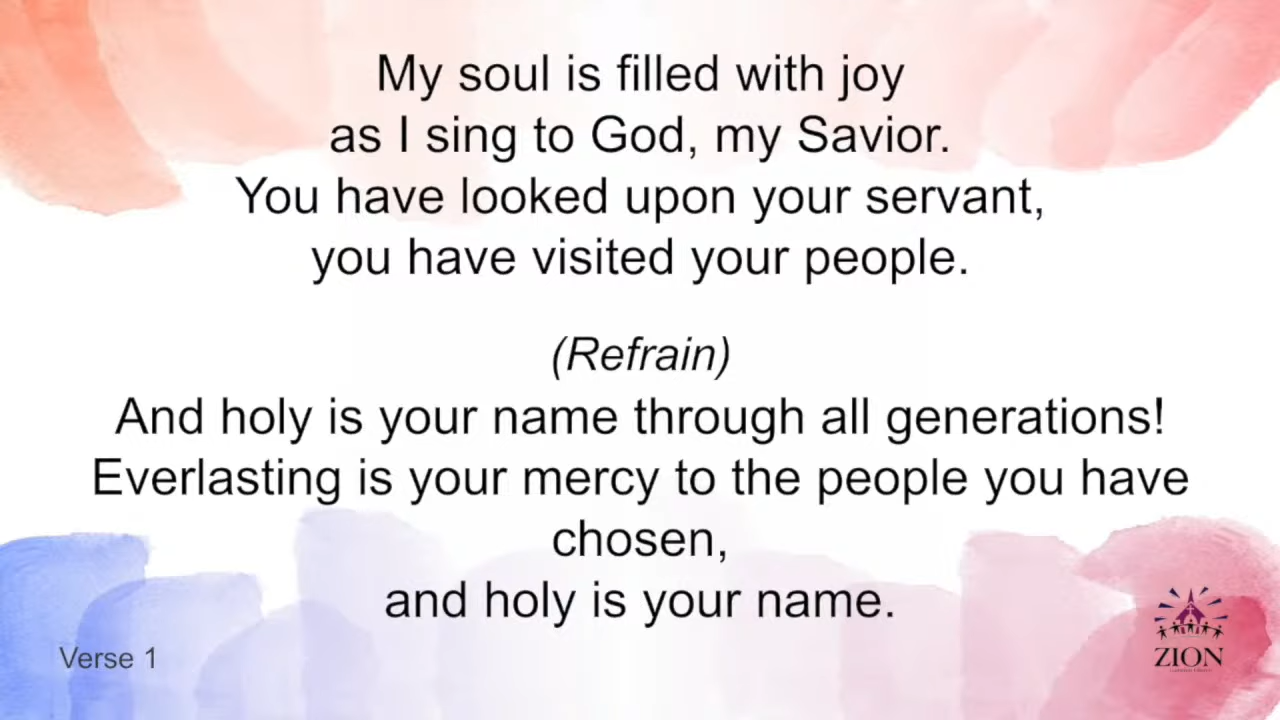 My soul is filled with joy
as I sing to God, my Savior.
You have looked upon your servant,
you have visited your people.
(Refrain)
And holy is your name through all generations!
Everlasting is your mercy to the people you have
chosen,
and holy is your name.
Verse 1
ZION